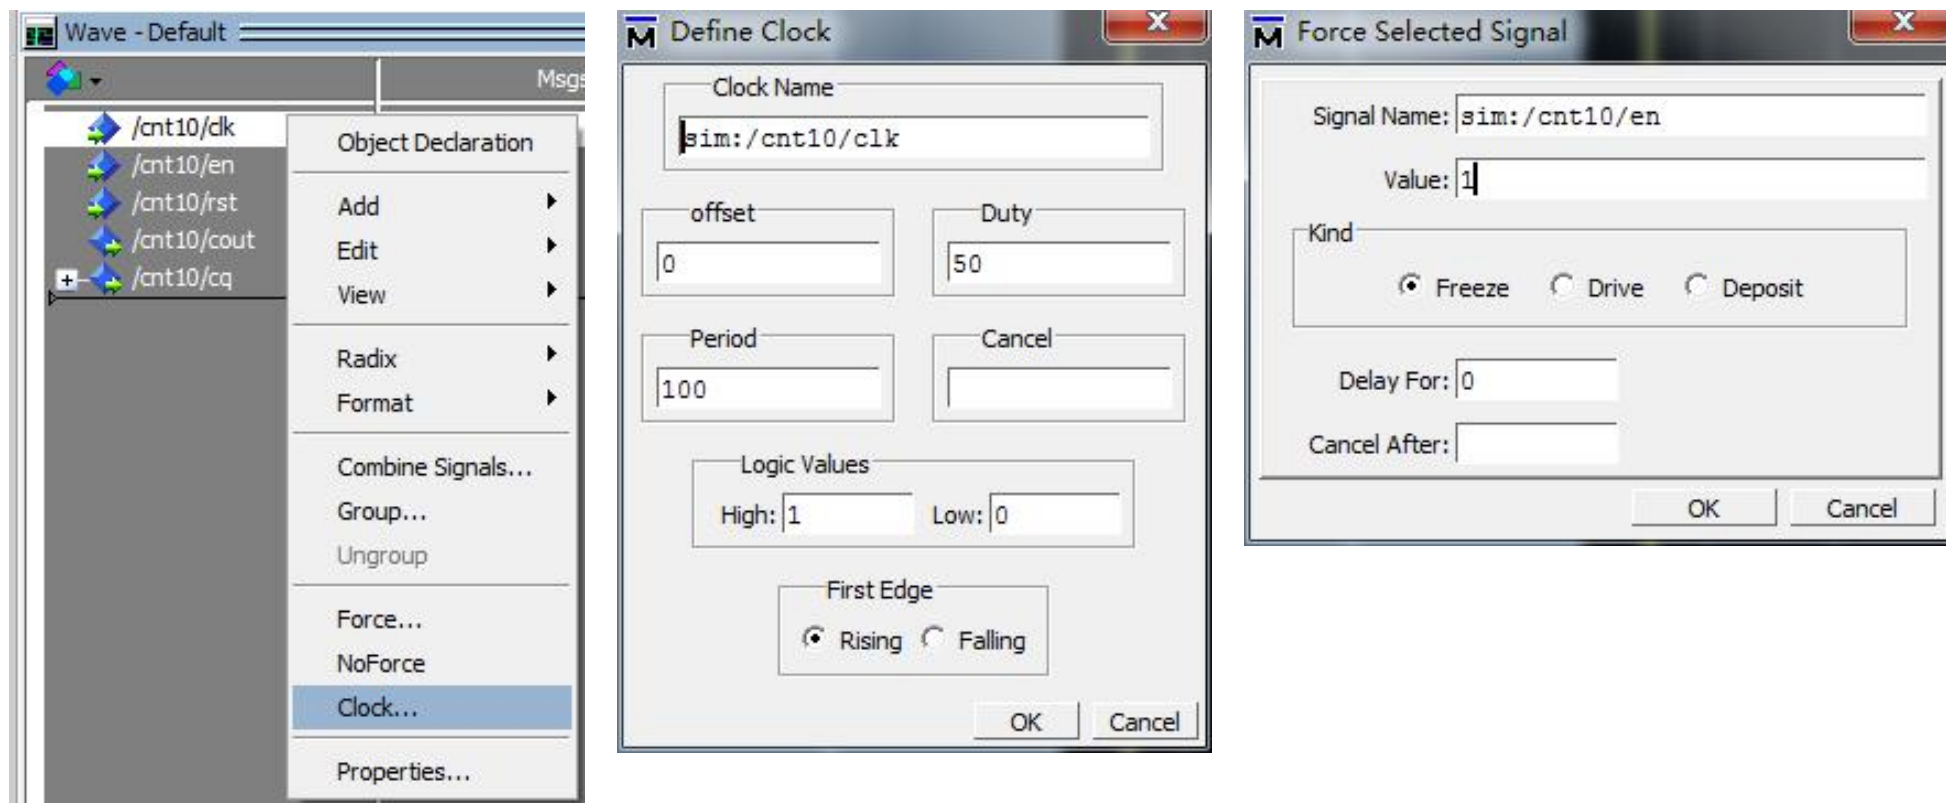 Wave - Default
Msgs
/cnt10/clk
/cnt10/en
/cnt10/rst
/cnt10/cout
/cnt10/cq
Object Declaration
Add
Edit
View
Radix
Format
Combine Signals...
Group...
Ungroup
Force...
NoForce
Clock...
Properties...
Define Clock
Clock Name
sim:/cnt10/clk
offset
Duty
0
50
Period
Cancel
100
Logic Values
High: 1
Low: 0
First Edge
Rising
Falling
OK
Cancel
Force Selected Signal
Signal Name: sim:/cnt10/en
Value: 1
Kind
Freeze
Drive
Deposit
Delay For: 0
Cancel After:
OK
Cancel